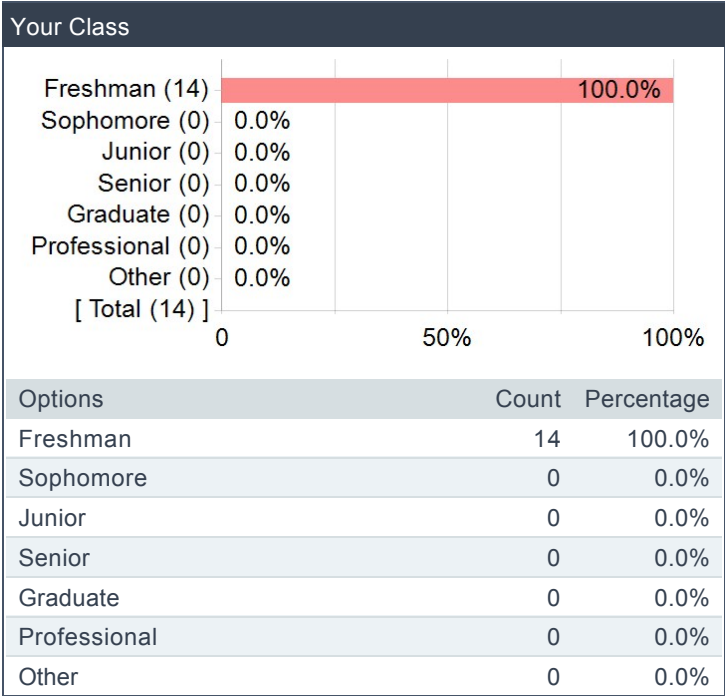 Your Class
Freshman (14) 100.0%
Sophomore (0) 0.0%
Junior (0) 0.0%
Senior (0) 0.0%
Graduate (0) 0.0%
Professional (0) 0.0%
Other (0) 0.0%
[ Total (14) ]
0 50% 100%
Options Count Percentage
Freshman 14 100.0%
Sophomore 0 0.0%
Junior 0 0.0%
Senior 0 0.0%
Graduate 0 0.0%
Professional 0 0.0%
Other 0 0.0%